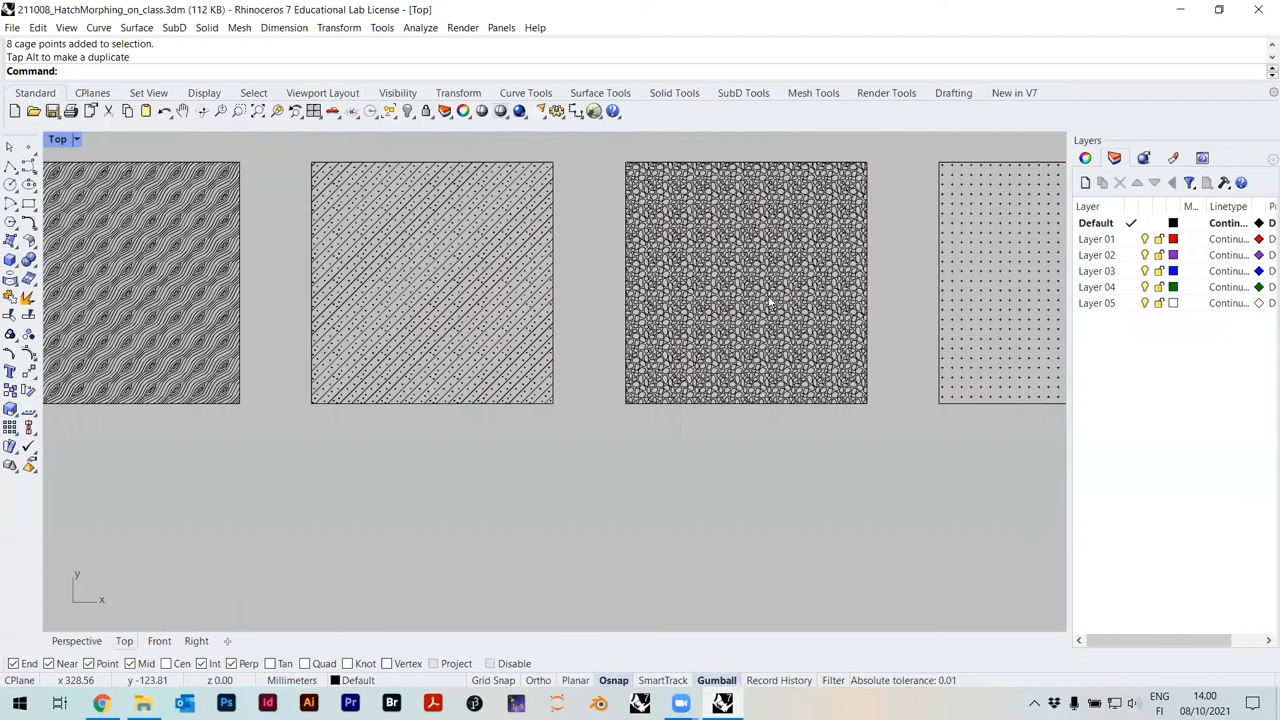 211008_HatchMorphing_on_class.3dm (112 KB) - Rhinoceros 7 Educational Lab License - [Top]
File Edit View Curve Surface SubD Solid Mesh Dimension Transform Tools Analyze Render Panels Help
8 cage points added to selection.
Tap Alt to make a duplicate
Command:
Standard CPlanes Set View Display Select Viewport Layout Visibility Transform Curve Tools Surface Tools Solid Tools SubD Tools Mesh Tools Render Tools Drafting New in V7
Top
Layers
Layer M... Linetype P
Default Contin... D
Layer 01 Continu... D
Layer 02 Continu... D
Layer 03 Continu... D
Layer 04 Continu... D
Layer 05 Continu... D
y
x
Perspective Top Front Right
End Near Point Mid Cen Int Perp Tan Quad Knot Vertex Project Disable
CPlane x 328.56 y -123.81 z 0.00 Millimeters Default Grid Snap Ortho Planar Osnap SmartTrack Gumball Record History Filter Absolute tolerance: 0.01
Ps Id Ai Pr Br
ENG 14.00
FI 08/10/2021